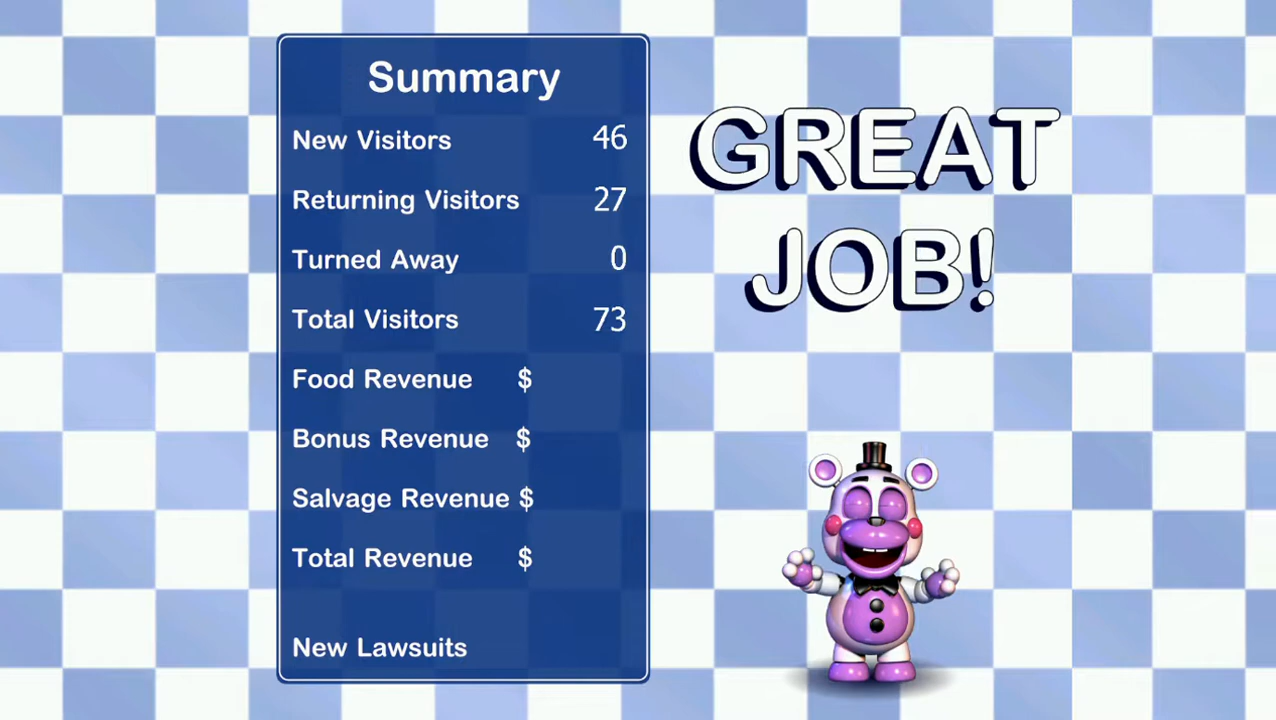 Summary
New Visitors 46
Returning Visitors 27
Turned Away 0
Total Visitors 73
Food Revenue $
Bonus Revenue $
Salvage Revenue $
Total Revenue $
New Lawsuits
GREAT
JOB!